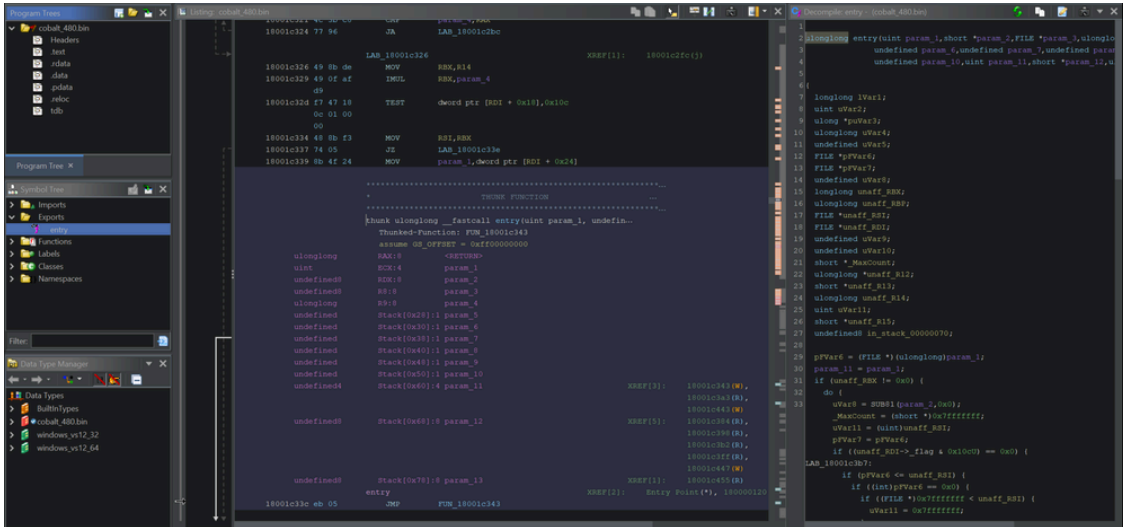 Program Trees
cobalt_480.bin
Headers
.text
.rdata
.data
.pdata
.reloc
tdb
Program Tree ×
Symbol Tree
Imports
Exports
entry
Functions
Labels
Classes
Namespaces
Filter:
Data Type Manager
Data Types
BuiltInTypes
cobalt_480.bin
windows_vs12_32
windows_vs12_64
Listing: cobalt_480.bin
18001c324 77 96 JA LAB_18001c2bc
LAB_18001c326 XREF[1]: 18001c2fc(j)
18001c326 49 8b de MOV RBX,R14
18001c329 49 0f af IMUL RBX,param_4
d9
18001c32d f7 47 18 TEST dword ptr [RDI + 0x18],0x10c
0c 01 00
00
18001c334 48 8b f3 MOV RSI,RBX
18001c337 74 05 JZ LAB_18001c33e
18001c339 8b 4f 24 MOV param_1,dword ptr [RDI + 0x24]
* THUNK FUNCTION
thunk ulonglong __fastcall entry(uint param_1, undefin…
Thunked-Function: FUN_18001c343
assume GS_OFFSET = 0xff00000000
ulonglong RAX:8 <RETURN>
uint ECX:4 param_1
undefined8 RDX:8 param_2
undefined8 R8:8 param_3
ulonglong R9:8 param_4
undefined Stack[0x28]:1 param_5
undefined Stack[0x30]:1 param_6
undefined Stack[0x38]:1 param_7
undefined Stack[0x40]:1 param_8
undefined Stack[0x48]:1 param_9
undefined Stack[0x50]:1 param_10
undefined4 Stack[0x60]:4 param_11 XREF[3]: 18001c343(W),
18001c3a3(R),
18001c443(W)
undefined8 Stack[0x68]:8 param_12 XREF[5]: 18001c384(R),
18001c398(R),
18001c3b2(R),
18001c3ff(R),
18001c447(W)
undefined8 Stack[0x78]:8 param_13 XREF[1]: 18001c455(R)
entry XREF[2]: Entry Point(*), 180000120
18001c33c eb 05 JMP FUN_18001c343
Decompile: entry - (cobalt_480.bin)
1
2 ulonglong entry(uint param_1,short *param_2,FILE *param_3,ulonglo
3 undefined param_6,undefined param_7,undefined para
4 undefined param_10,uint param_11,short *param_12,u
5
6 {
7 longlong lVar1;
8 uint uVar2;
9 ulong *puVar3;
10 ulonglong uVar4;
11 undefined uVar5;
12 FILE *pFVar6;
13 FILE *pFVar7;
14 undefined uVar8;
15 longlong unaff_RBX;
16 ulonglong unaff_RBP;
17 FILE *unaff_RSI;
18 FILE *unaff_RDI;
19 undefined uVar9;
20 undefined uVar10;
21 short *_MaxCount;
22 ulonglong *unaff_R12;
23 short *unaff_R13;
24 ulonglong unaff_R14;
25 uint uVar11;
26 short *unaff_R15;
27 undefined8 in_stack_00000070;
28
29 pFVar6 = (FILE *)(ulonglong)param_1;
30 param_11 = param_1;
31 if (unaff_RBX != 0x0) {
32 do {
33 uVar8 = SUB81(param_2,0x0);
_MaxCount = (short *)0x7fffffff;
uVar11 = (uint)unaff_RSI;
pFVar7 = pFVar6;
if ((unaff_RDI->_flag & 0x10cU) == 0x0) {
LAB_18001c3b7:
if (pFVar6 <= unaff_RSI) {
if ((int)pFVar6 == 0x0) {
if ((FILE *)0x7fffffff < unaff_RSI) {
uVar11 = 0x7fffffff;